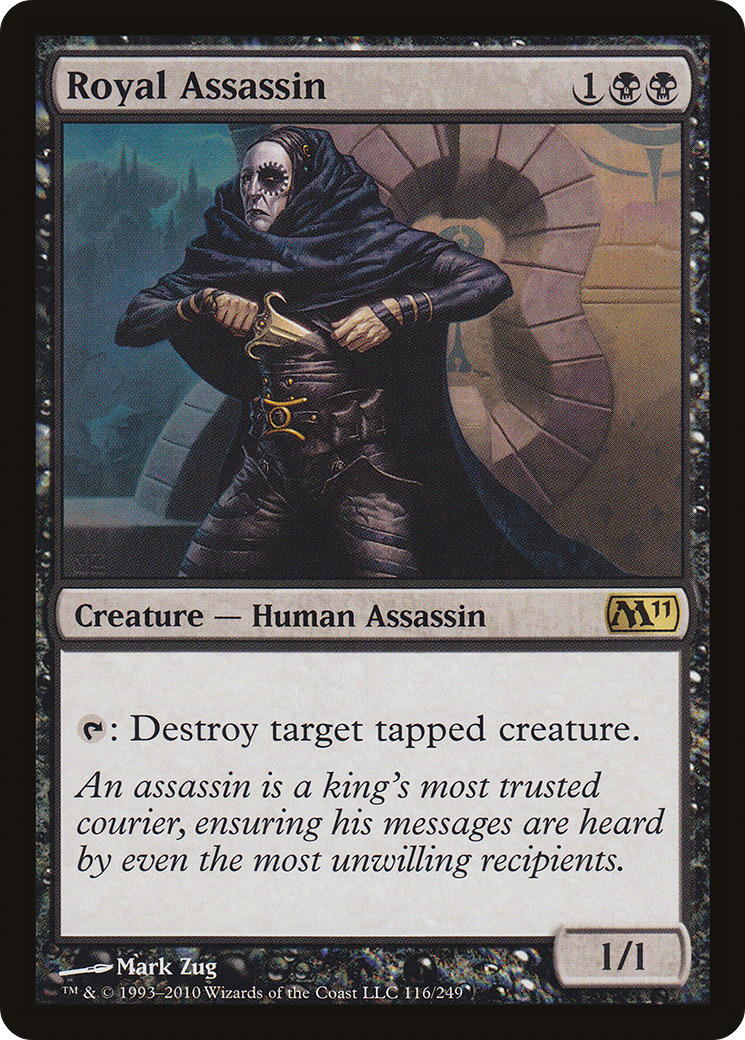 Royal Assassin 1
Creature — Human Assassin M11
: Destroy target tapped creature.
An assassin is a king's most trusted
courier, ensuring his messages are heard
by even the most unwilling recipients.
1/1
Mark Zug
™ & © 1993–2010 Wizards of the Coast LLC 116/249